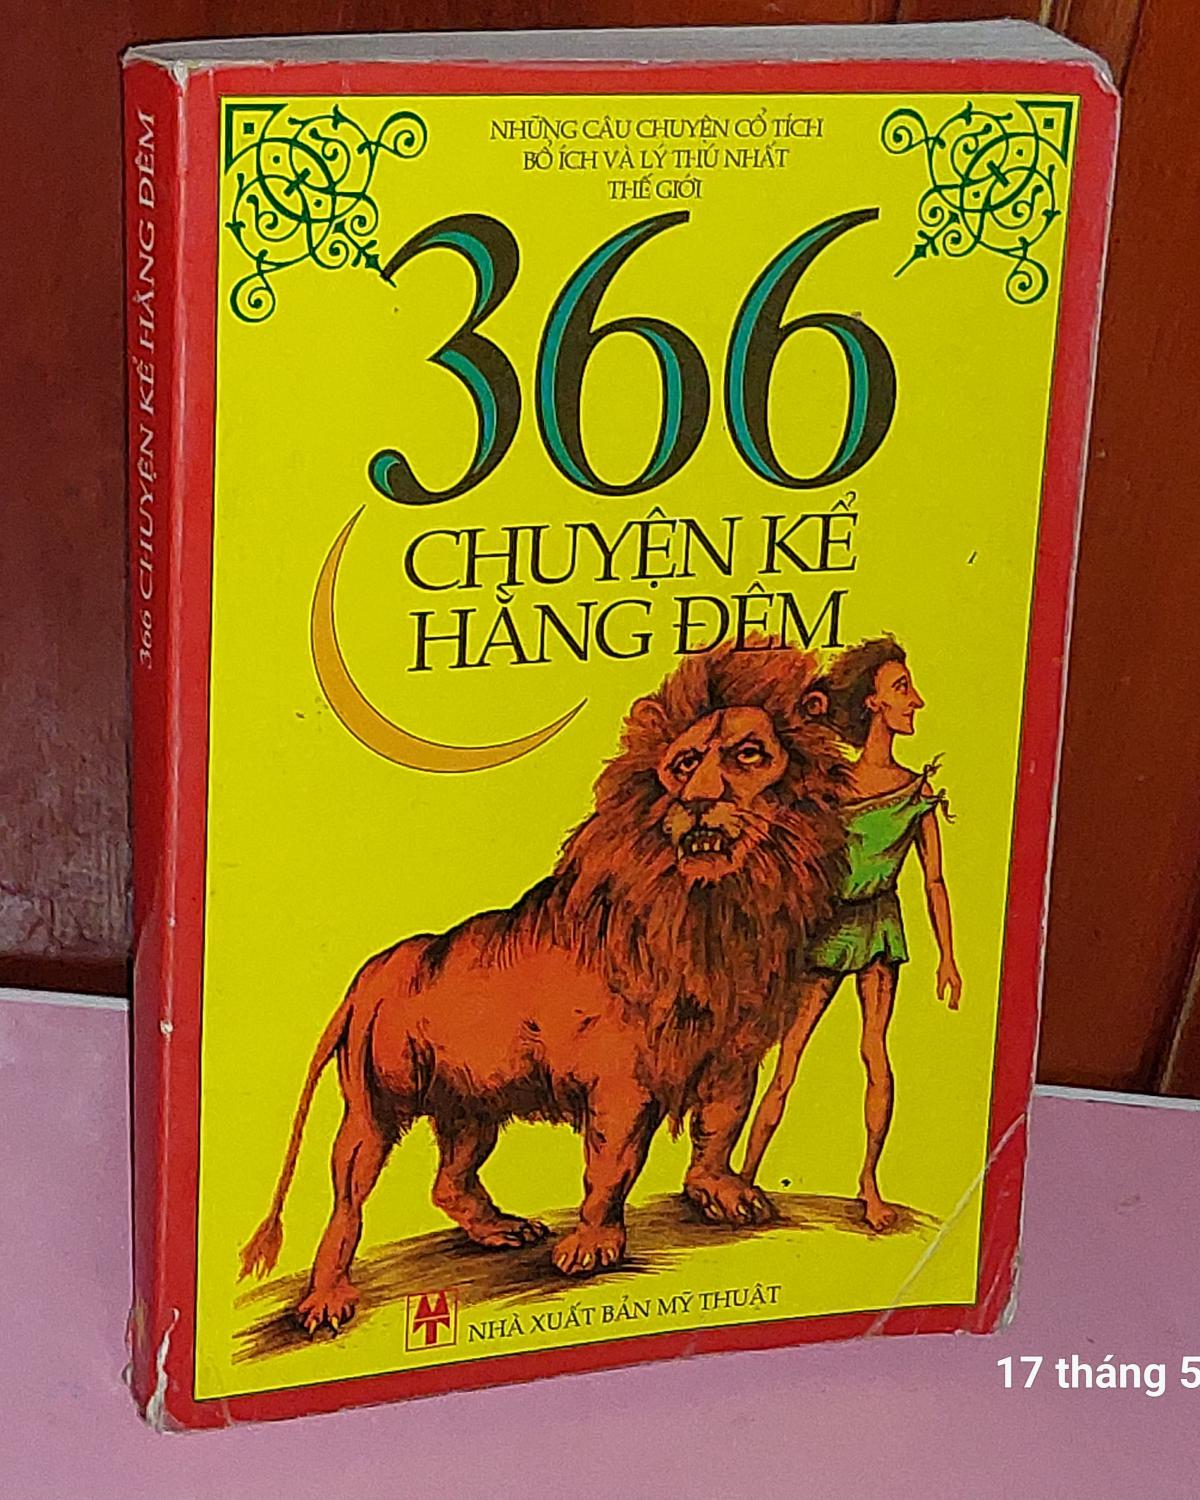 NHỮNG CÂU CHUYỆN CỔ TÍCH
BỔ ÍCH VÀ LÝ THÚ NHẤT
THẾ GIỚI
366
CHUYỆN KỂ
HẰNG ĐÊM
MT
NHÀ XUẤT BẢN MỸ THUẬT
366 CHUYỆN KỂ HẰNG ĐÊM
17 tháng 5